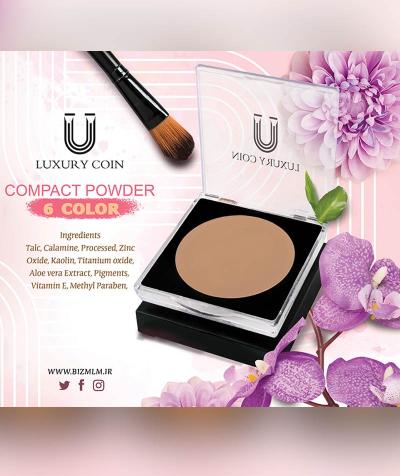 LUXURY COIN
COMPACT POWDER
6 COLOR
Ingredients
Talc, Calamine, Processed, Zinc
Oxide, Kaolin, Titanium oxide,
Aloe vera Extract, Pigments,
Vitamin E, Methyl Paraben,
WWW.BIZMLM.IR
LUXURY COIN